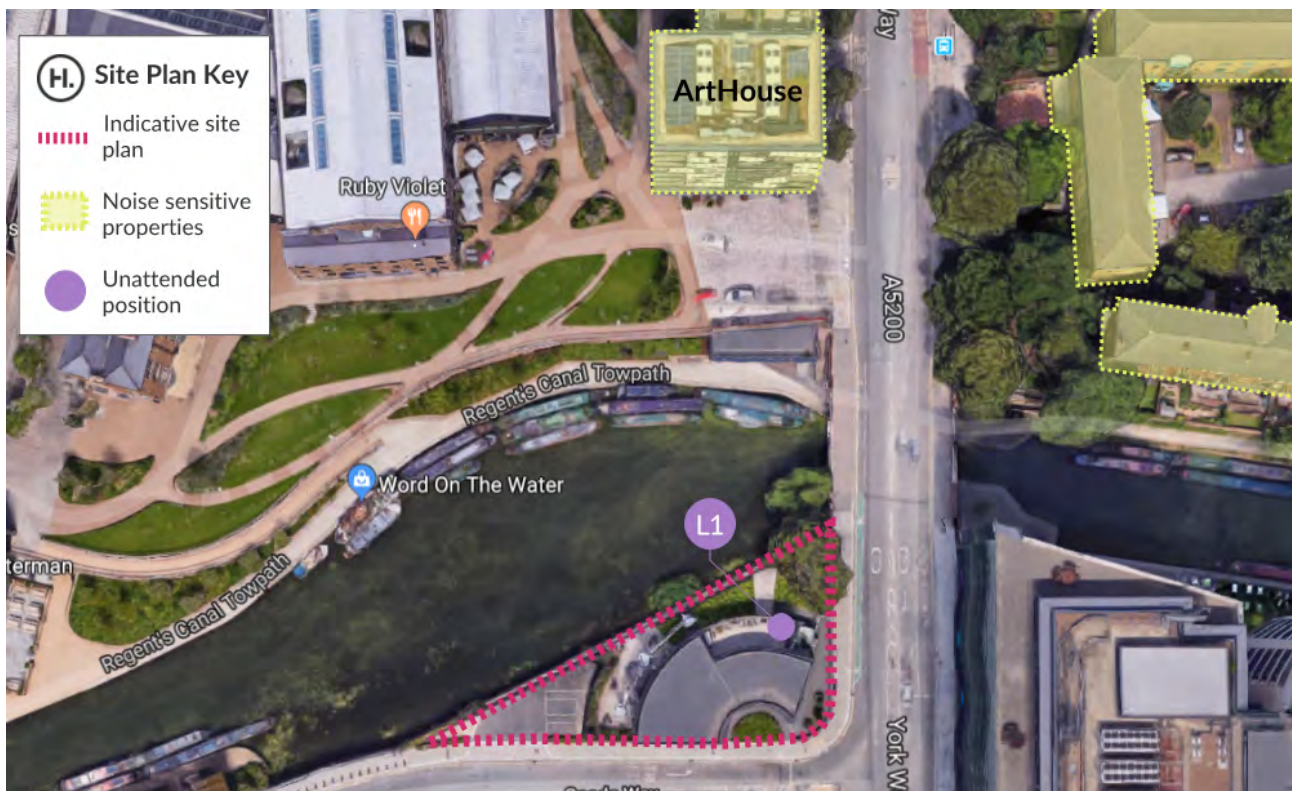 H. Site Plan Key
Indicative site
plan
Noise sensitive
properties
Unattended
position
ArtHouse
Way
Ruby Violet
A5200
Regent's Canal Towpath
Word On The Water
L1
terman
Regent's Canal Towpath
York W